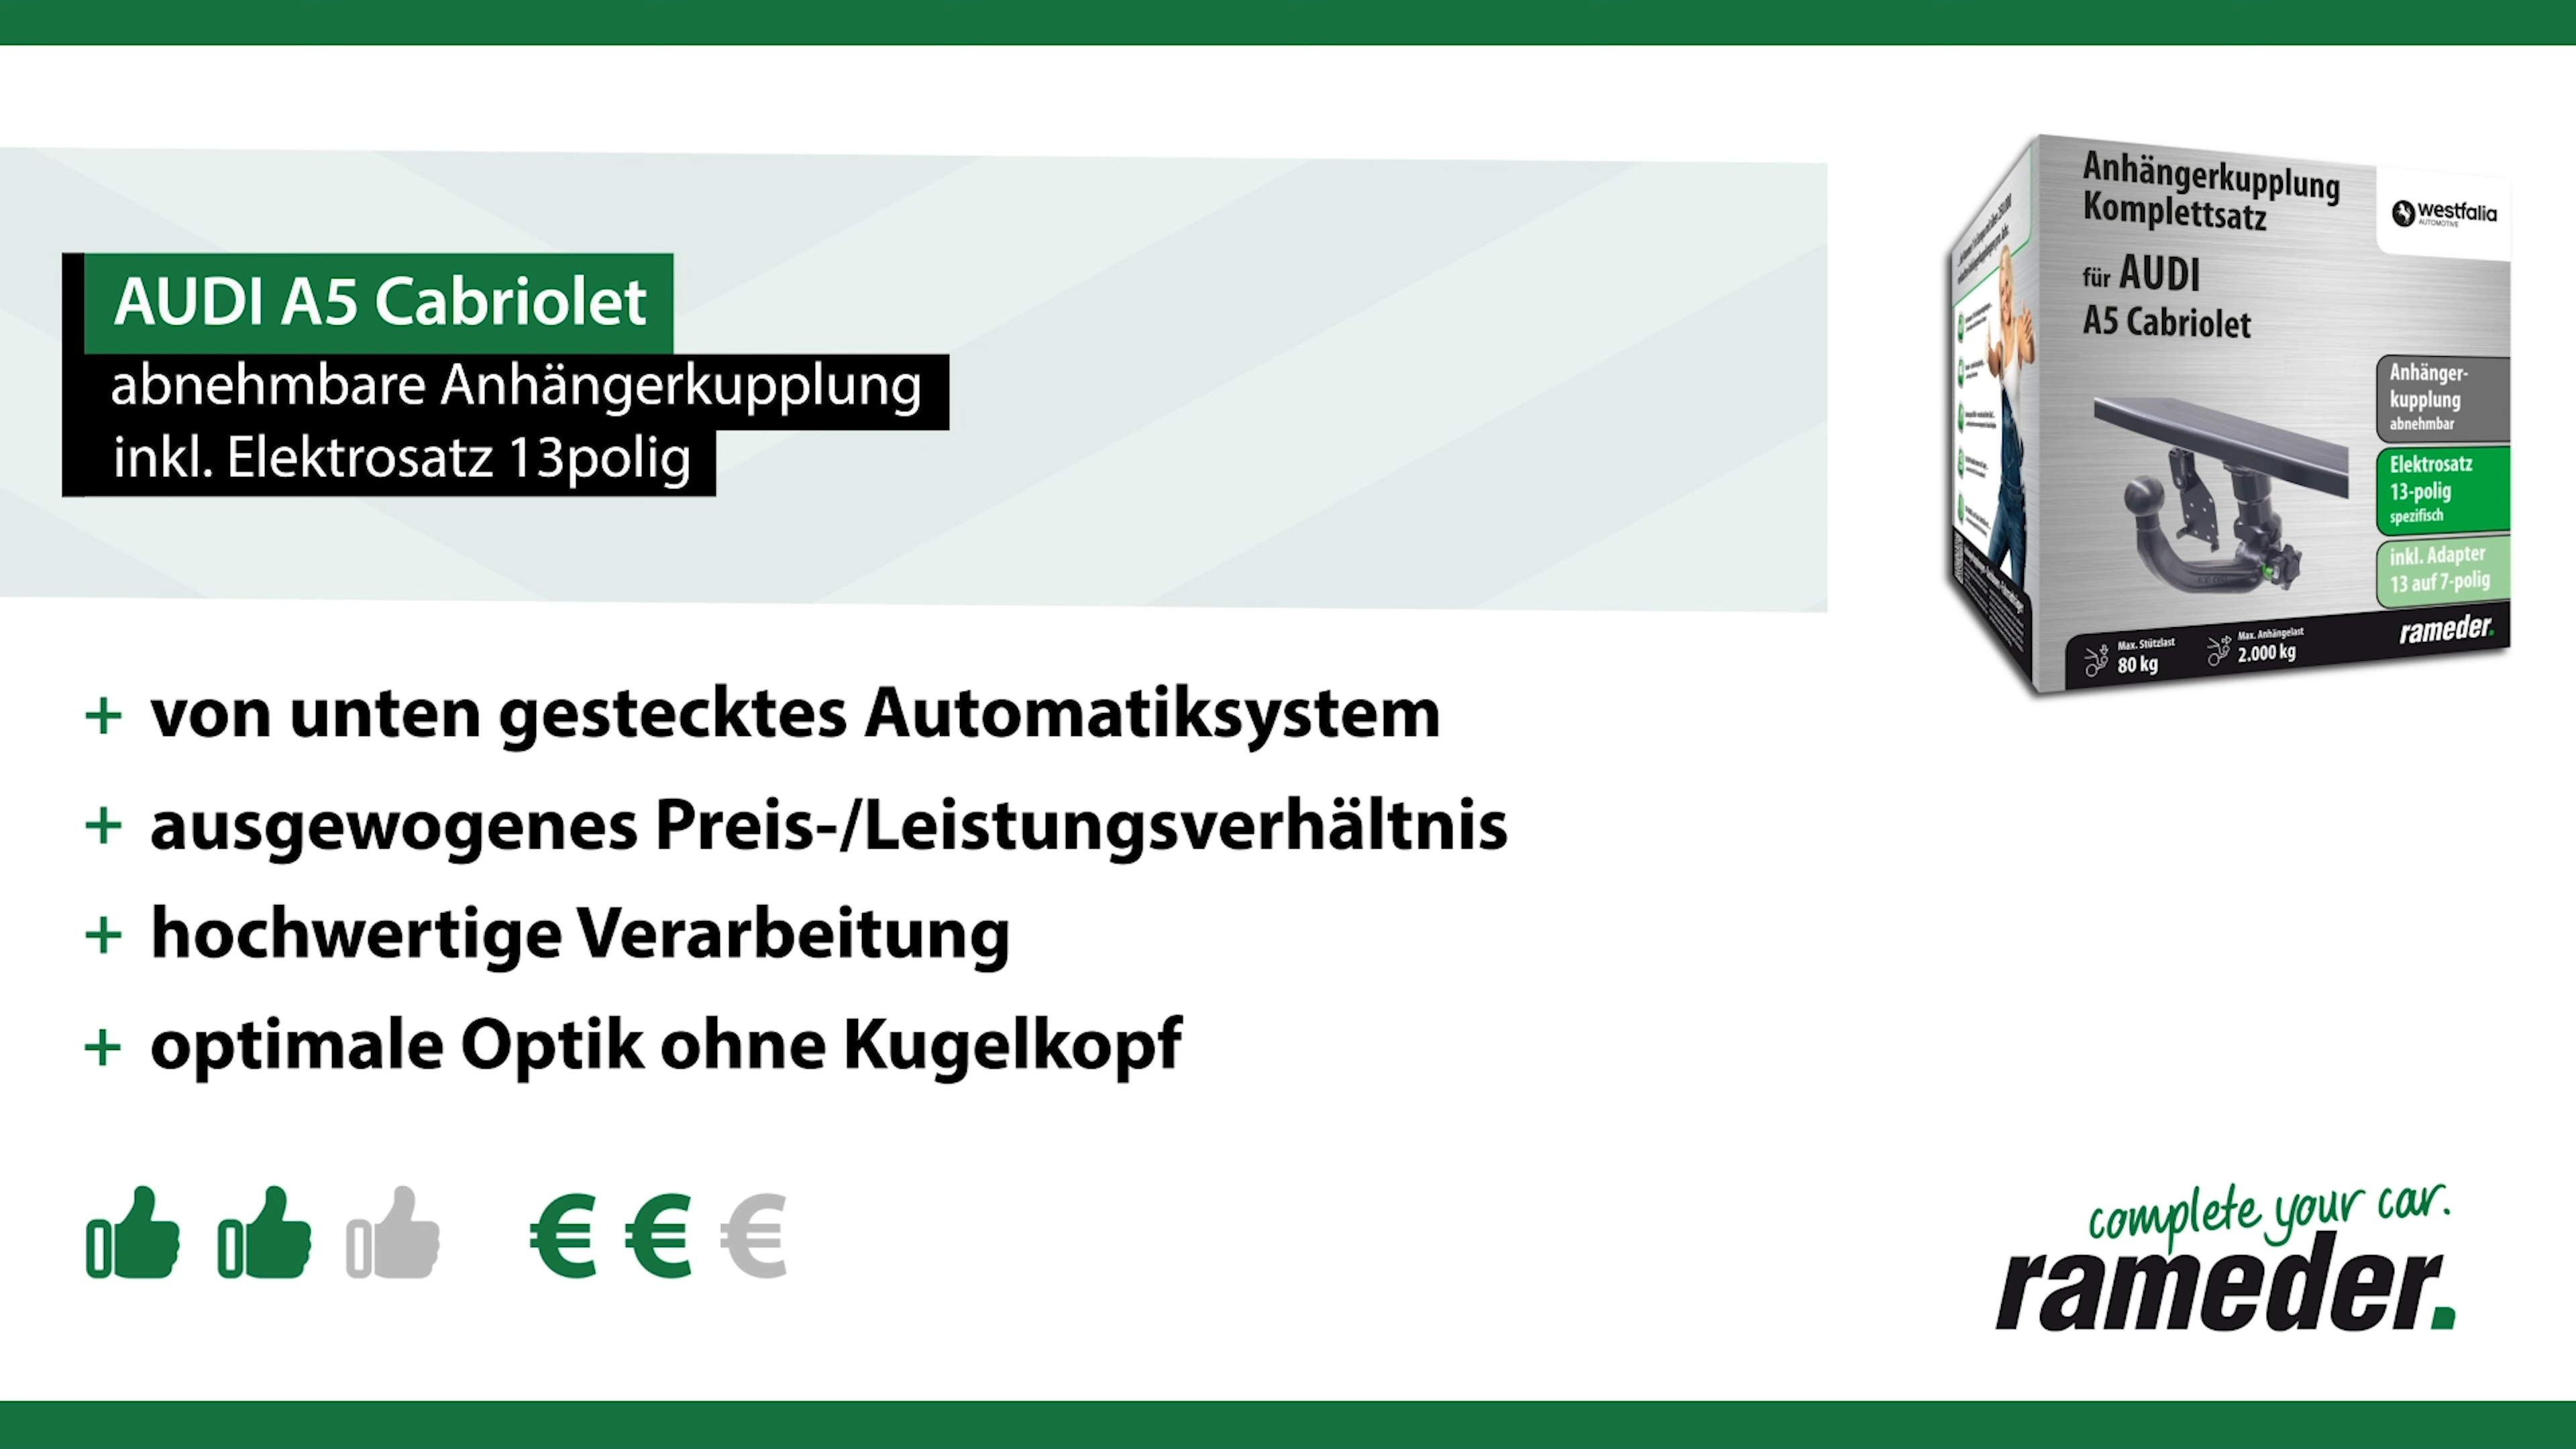 AUDI A5 Cabriolet
abnehmbare Anhängerkupplung
inkl. Elektrosatz 13polig
Anhängerkupplung
Komplettsatz
für AUDI
A5 Cabriolet
westfalia
AUTOMOTIVE
Anhänger-
kupplung
abnehmbar
Elektrosatz
13-polig
spezifisch
inkl. Adapter
13 auf 7-polig
Max. Stützlast
80 kg
Max. Anhängelast
2.000 kg
rameder.
+ von unten gestecktes Automatiksystem
+ ausgewogenes Preis-/Leistungsverhältnis
+ hochwertige Verarbeitung
+ optimale Optik ohne Kugelkopf
€ € €
complete your car.
rameder.